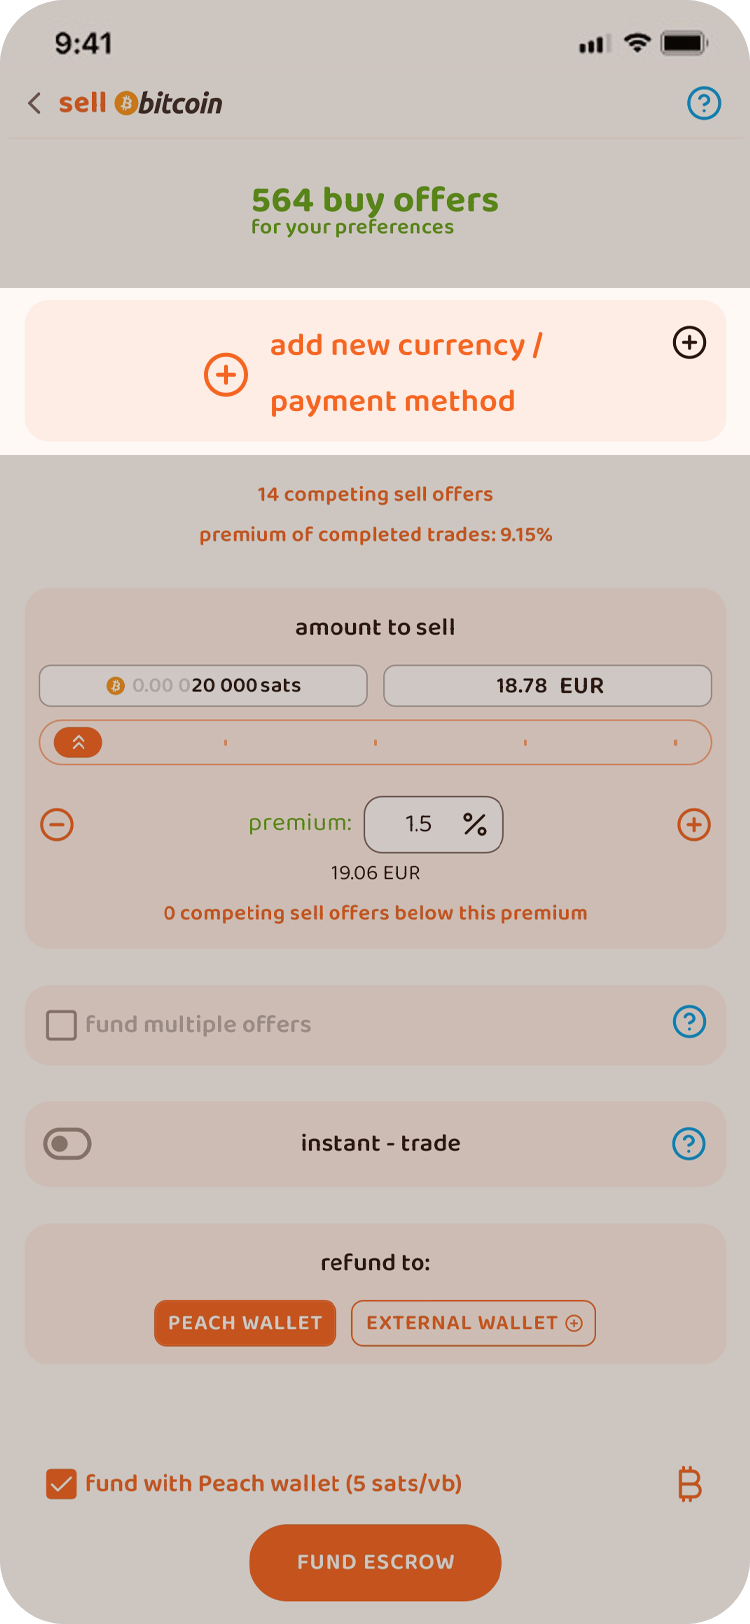 9:41
sell bitcoin
564 buy offers
for your preferences
add new currency /
payment method
14 competing sell offers
premium of completed trades: 9.15%
amount to sell
0.00 020 000 sats
18.78 EUR
premium: 1.5 %
19.06 EUR
0 competing sell offers below this premium
fund multiple offers
instant - trade
refund to:
PEACH WALLET
EXTERNAL WALLET
fund with Peach wallet (5 sats/vb)
FUND ESCROW